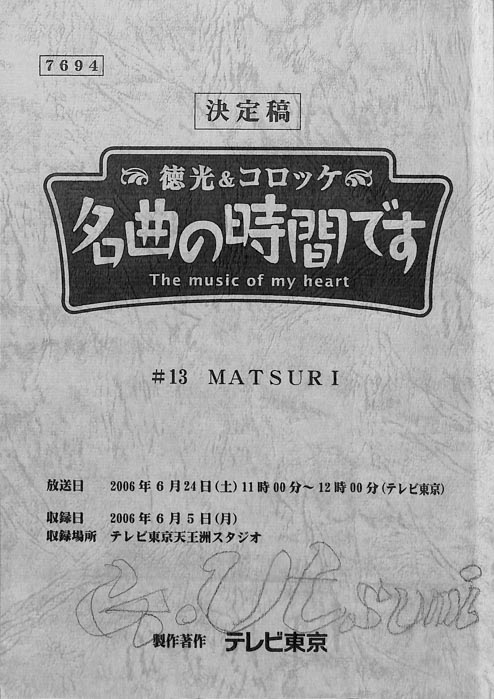 7694
決定稿
徳光&コロッケ
名曲の時間です
The music of my heart
#13 MATSURI
放送日 2006年6月24日(土)11時00分～12時00分(テレビ東京)
収録日 2006年6月5日(月)
収録場所 テレビ東京天王洲スタジオ
製作著作 テレビ東京